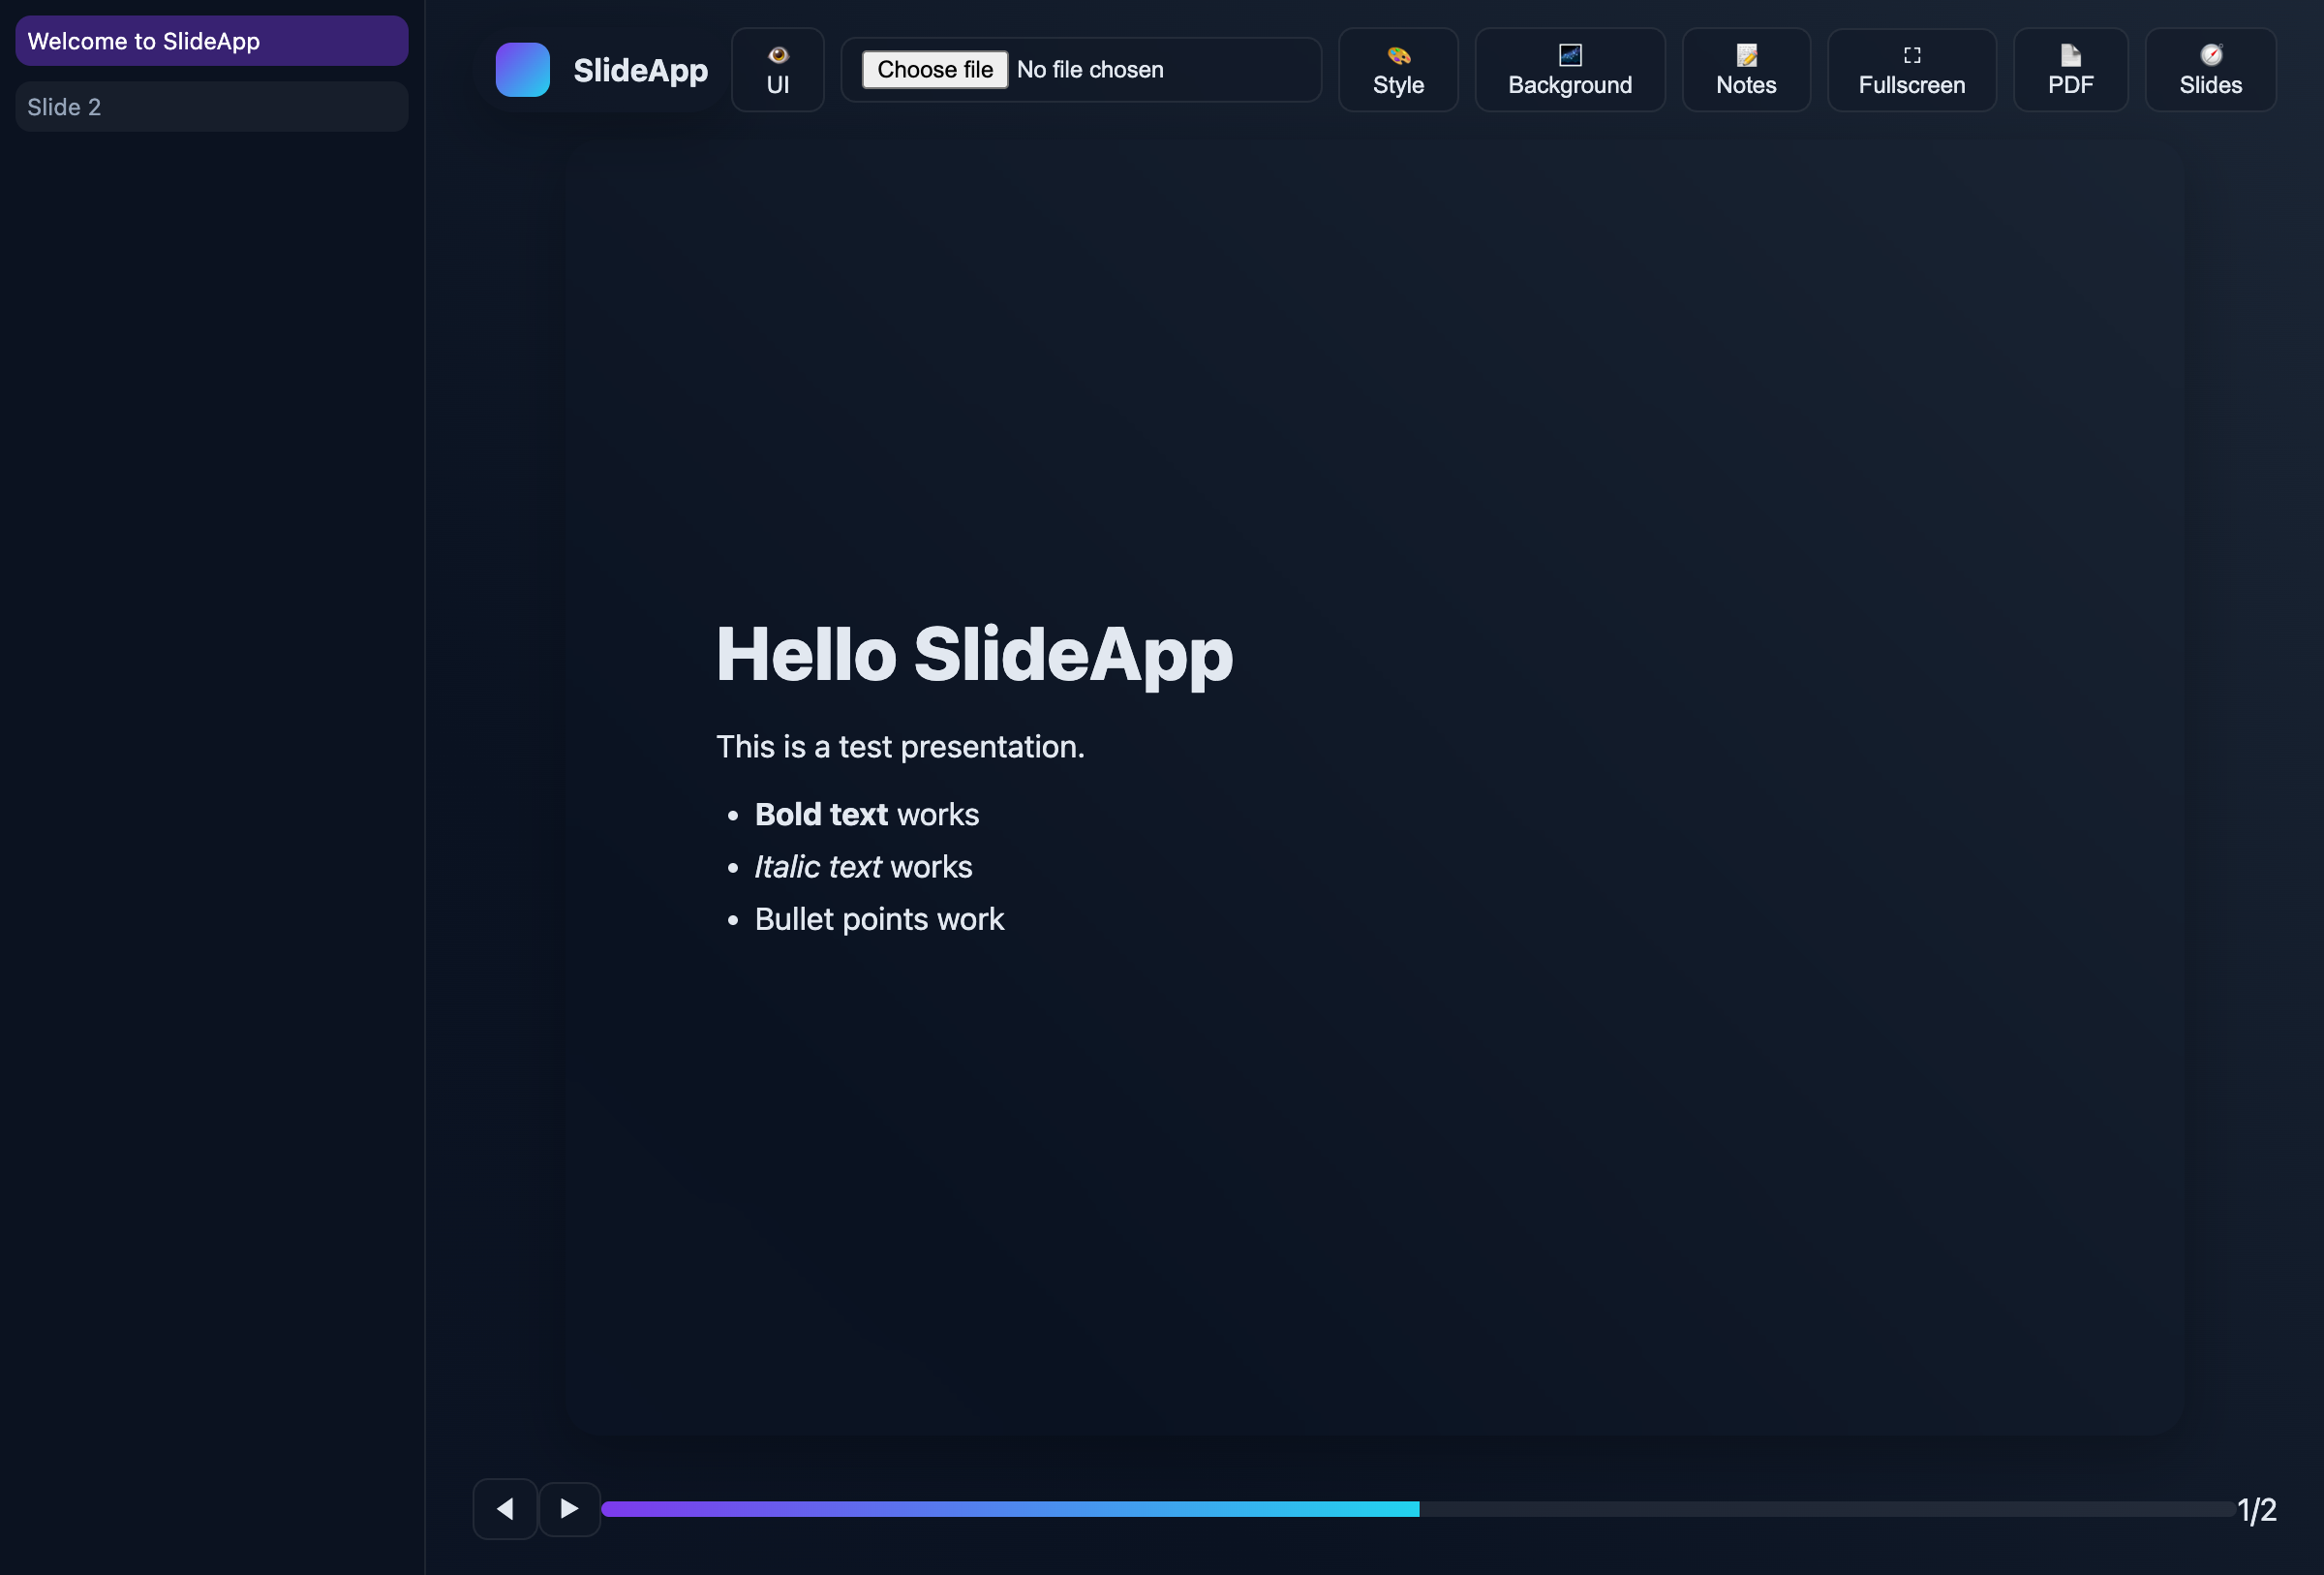 Welcome to SlideApp
Slide 2
SlideApp
UI
Choose file No file chosen
Style
Background
Notes
Fullscreen
PDF
Slides
Hello SlideApp
This is a test presentation.
• Bold text works
• Italic text works
• Bullet points work
1/2